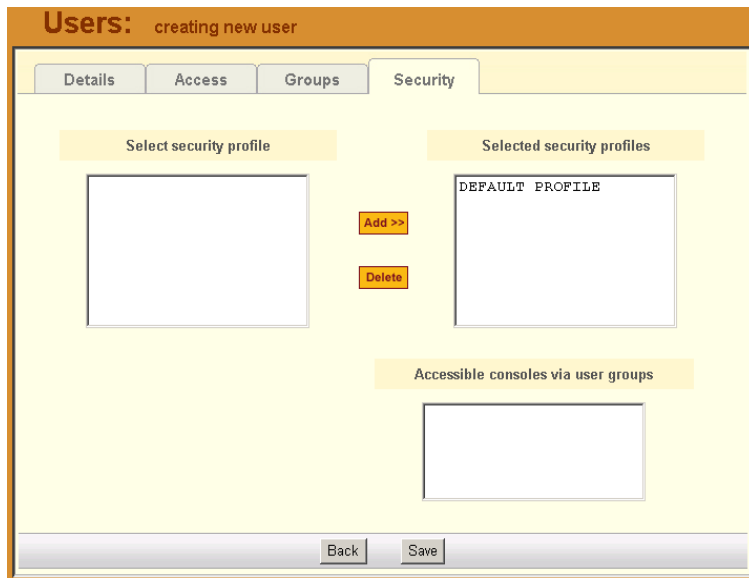 Users: creating new user
Details Access Groups Security
Select security profile
Selected security profiles
DEFAULT PROFILE
Add >>
Delete
Accessible consoles via user groups
Back Save